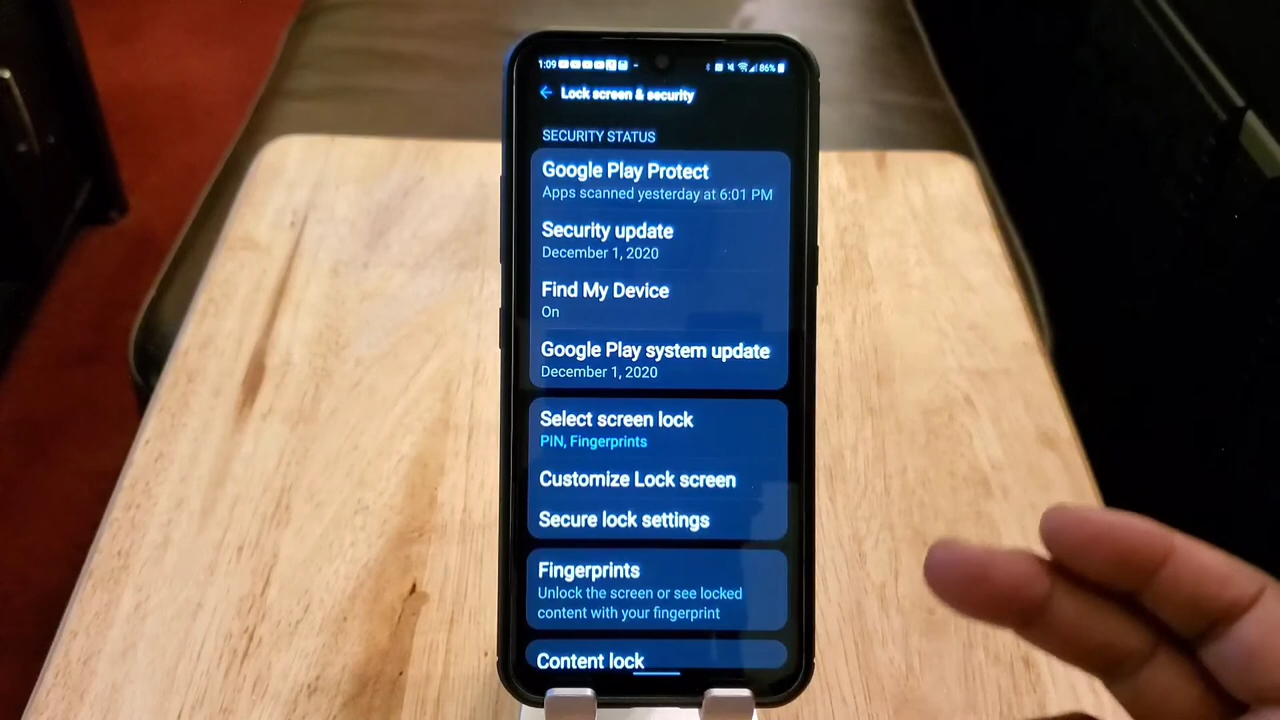 1:09 86%
Lock screen & security
SECURITY STATUS
Google Play Protect
Apps scanned yesterday at 6:01 PM
Security update
December 1, 2020
Find My Device
On
Google Play system update
December 1, 2020
Select screen lock
PIN, Fingerprints
Customize Lock screen
Secure lock settings
Fingerprints
Unlock the screen or see locked
content with your fingerprint
Content lock